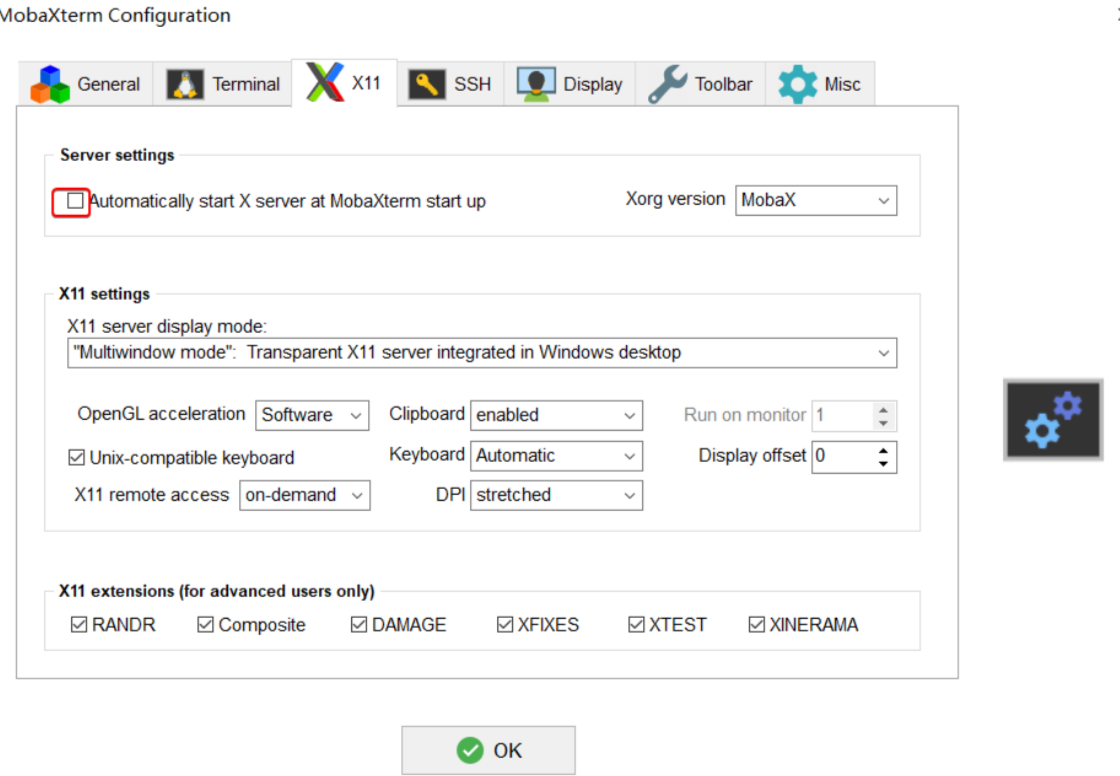 MobaXterm Configuration
General Terminal X11 SSH Display Toolbar Misc
Server settings
Automatically start X server at MobaXterm start up Xorg version MobaX
X11 settings
X11 server display mode:
"Multiwindow mode": Transparent X11 server integrated in Windows desktop
OpenGL acceleration Software Clipboard enabled Run on monitor 1
Unix-compatible keyboard Keyboard Automatic Display offset 0
X11 remote access on-demand DPI stretched
X11 extensions (for advanced users only)
RANDR Composite DAMAGE XFIXES XTEST XINERAMA
OK